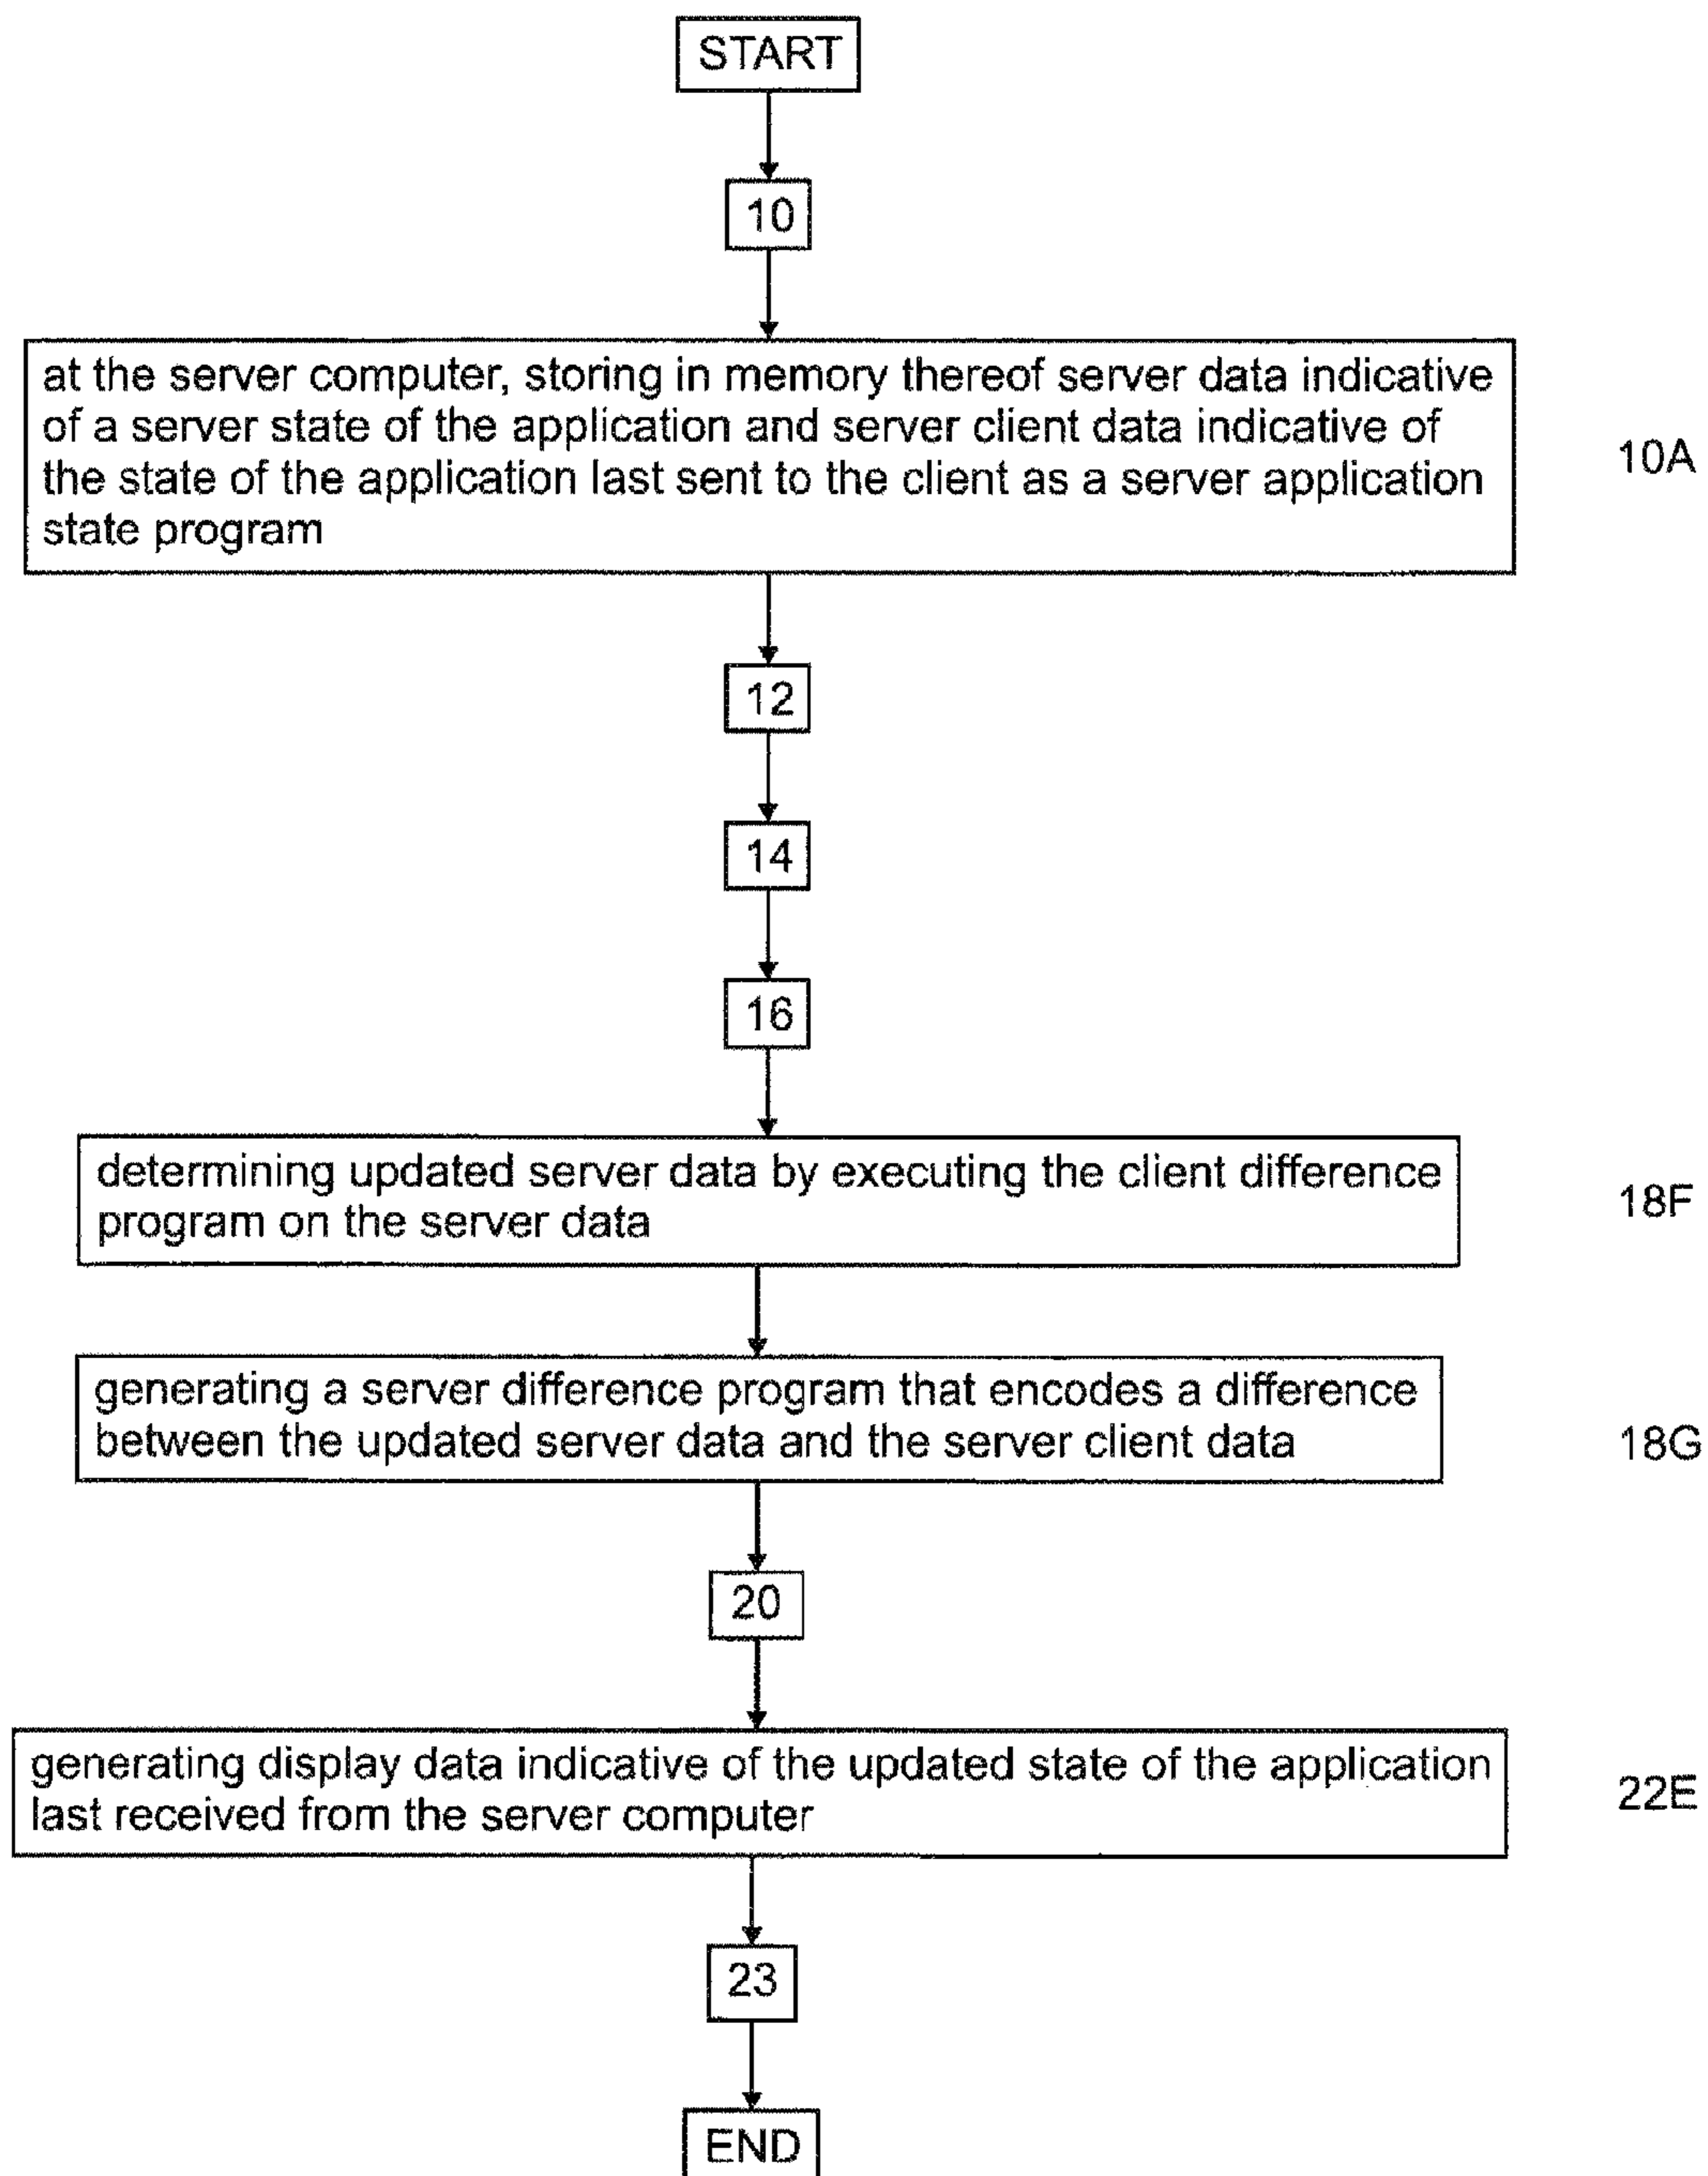 START
10
at the server computer, storing in memory thereof server data indicative
of a server state of the application and server client data indicative of
the state of the application last sent to the client as a server application
state program
10A
12
14
16
determining updated server data by executing the client difference
program on the server data
18F
generating a server difference program that encodes a difference
between the updated server data and the server client data
18G
20
generating display data indicative of the updated state of the application
last received from the server computer
22E
23
END